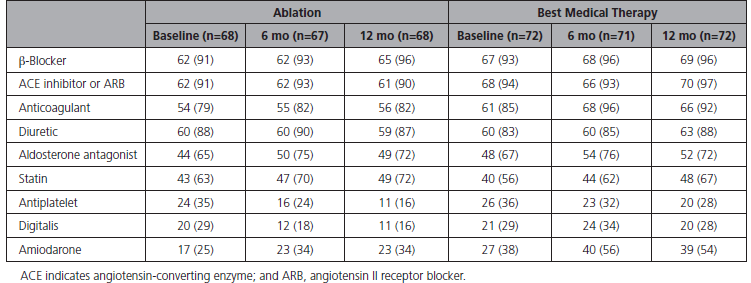 Ablation Best Medical Therapy
Baseline (n=68) 6 mo (n=67) 12 mo (n=68) Baseline (n=72) 6 mo (n=71) 12 mo (n=72)
β-Blocker 62 (91) 62 (93) 65 (96) 67 (93) 68 (96) 69 (96)
ACE inhibitor or ARB 62 (91) 62 (93) 61 (90) 68 (94) 66 (93) 70 (97)
Anticoagulant 54 (79) 55 (82) 56 (82) 61 (85) 68 (96) 66 (92)
Diuretic 60 (88) 60 (90) 59 (87) 60 (83) 60 (85) 63 (88)
Aldosterone antagonist 44 (65) 50 (75) 49 (72) 48 (67) 54 (76) 52 (72)
Statin 43 (63) 47 (70) 49 (72) 40 (56) 44 (62) 48 (67)
Antiplatelet 24 (35) 16 (24) 11 (16) 26 (36) 23 (32) 20 (28)
Digitalis 20 (29) 12 (18) 11 (16) 21 (29) 24 (34) 20 (28)
Amiodarone 17 (25) 23 (34) 23 (34) 27 (38) 40 (56) 39 (54)
ACE indicates angiotensin-converting enzyme; and ARB, angiotensin II receptor blocker.